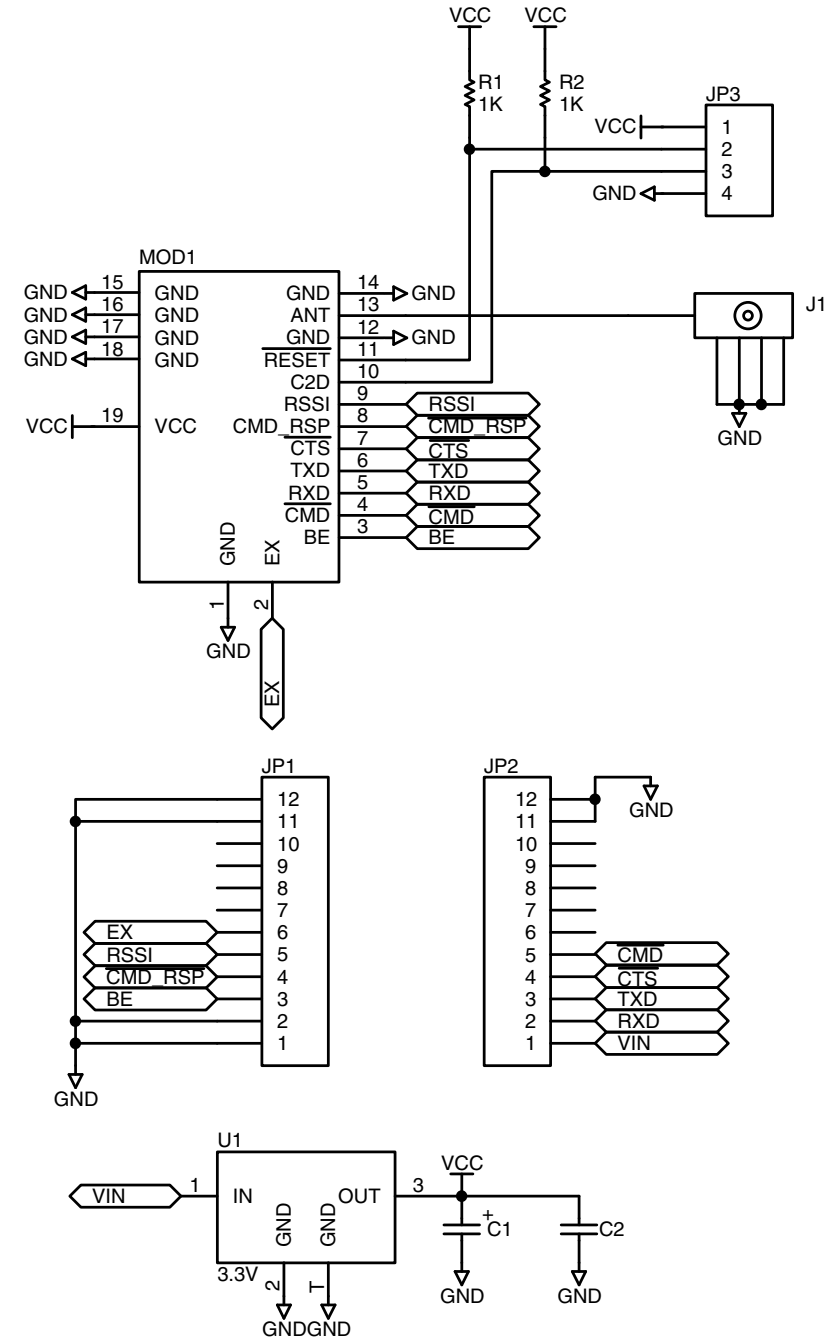 VCC VCC
R1 R2
1K 1K
JP3
VCC 1
2
3
GND 4
MOD1
GND 15 GND GND 14 GND
GND 16 GND ANT 13
GND 17 GND GND 12 GND
GND 18 GND RESET 11
C2D 10
RSSI 9 RSSI
VCC 19 VCC CMD_RSP 8 CMD_RSP
CTS 7 CTS
TXD 6 TXD
RXD 5 RXD
CMD 4 CMD
BE 3 BE
GND EX
1 2
GND
EX
J1
GND
JP1
12
11
10
9
8
7
EX 6
RSSI 5
CMD_RSP 4
BE 3
2
1
GND
JP2
12
11
GND
10
9
8
7
6
5 CMD
4 CTS
3 TXD
2 RXD
1 VIN
U1
VIN 1 IN OUT 3 VCC
GND GND
3.3V 2 T
GND GND
+
C1 C2
GND GND